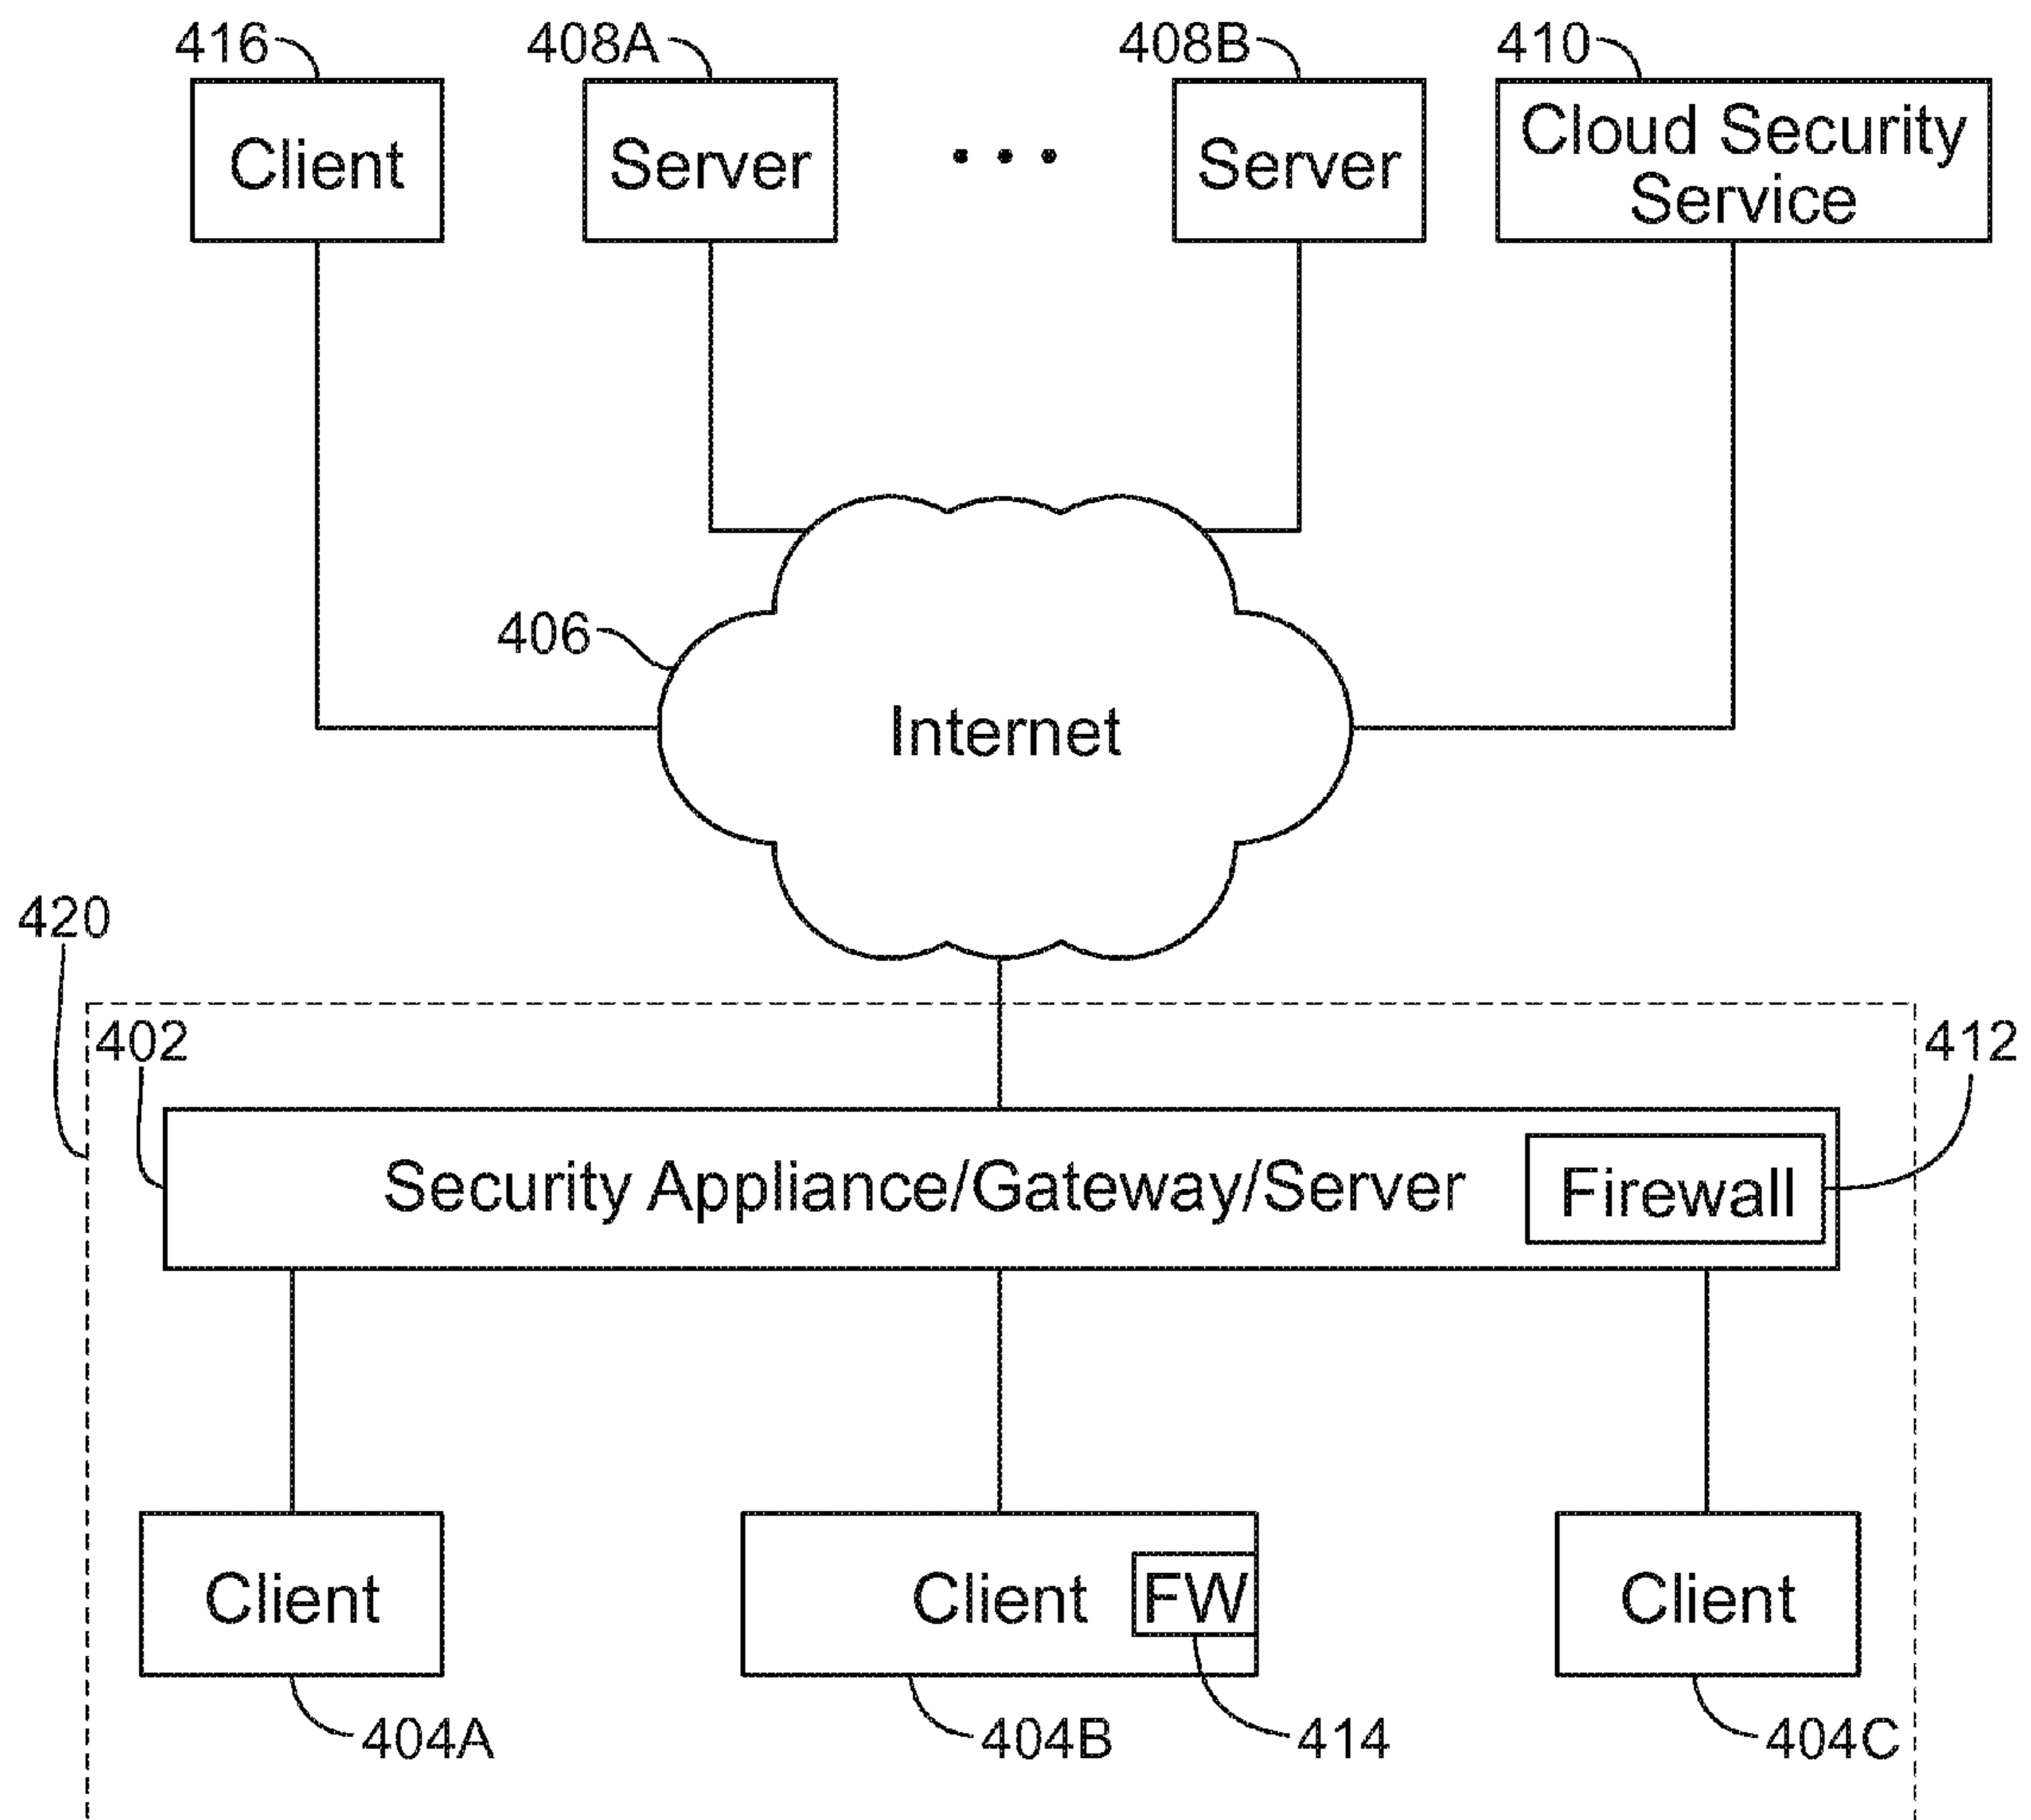 416
408A
408B
410
Client
Server
• • •
Server
Cloud Security
Service
406
Internet
420
402
412
Security Appliance/Gateway/Server
Firewall
Client
Client
FW
Client
404A
404B
414
404C